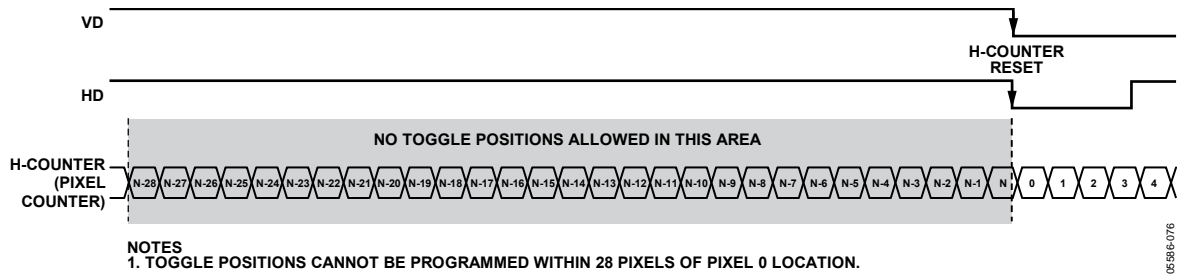 VD
H-COUNTER
RESET
HD
NO TOGGLE POSITIONS ALLOWED IN THIS AREA
H-COUNTER
(PIXEL
COUNTER)
N-28 N-27 N-26 N-25 N-24 N-23 N-22 N-21 N-20 N-19 N-18 N-17 N-16 N-15 N-14 N-13 N-12 N-11 N-10 N-9 N-8 N-7 N-6 N-5 N-4 N-3 N-2 N-1 N 0 1 2 3 4
NOTES
1. TOGGLE POSITIONS CANNOT BE PROGRAMMED WITHIN 28 PIXELS OF PIXEL 0 LOCATION.
05586-076